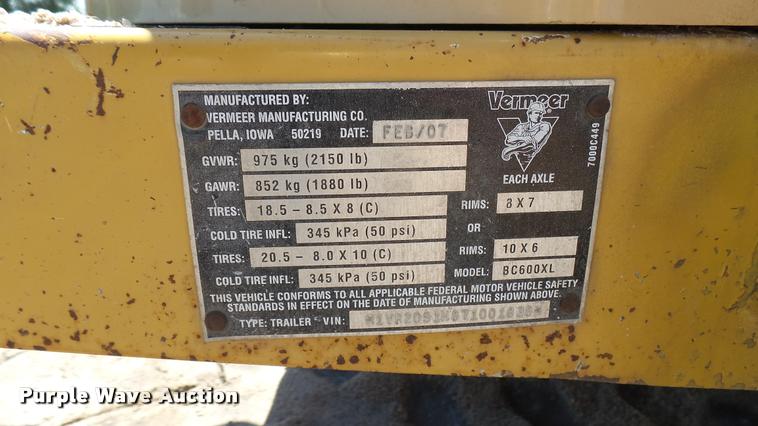 MANUFACTURED BY:
VERMEER MANUFACTURING CO.
PELLA, IOWA 50219 DATE: FEB/07
Vermeer
EACH AXLE
7000C449
GVWR: 975 kg (2150 lb)
GAWR: 852 kg (1880 lb)
TIRES: 18.5 – 8.5 X 8 (C) RIMS: 8 X 7
COLD TIRE INFL: 345 kPa (50 psi) OR
TIRES: 20.5 – 8.0 X 10 (C) RIMS: 10 X 6
COLD TIRE INFL: 345 kPa (50 psi) MODEL: BC600XL
THIS VEHICLE CONFORMS TO ALL APPLICABLE FEDERAL MOTOR VEHICLE SAFETY
STANDARDS IN EFFECT ON THE DATE OF MANUFACTURING SHOWN ABOVE.
TYPE: TRAILER VIN:
Purple Wave Auction